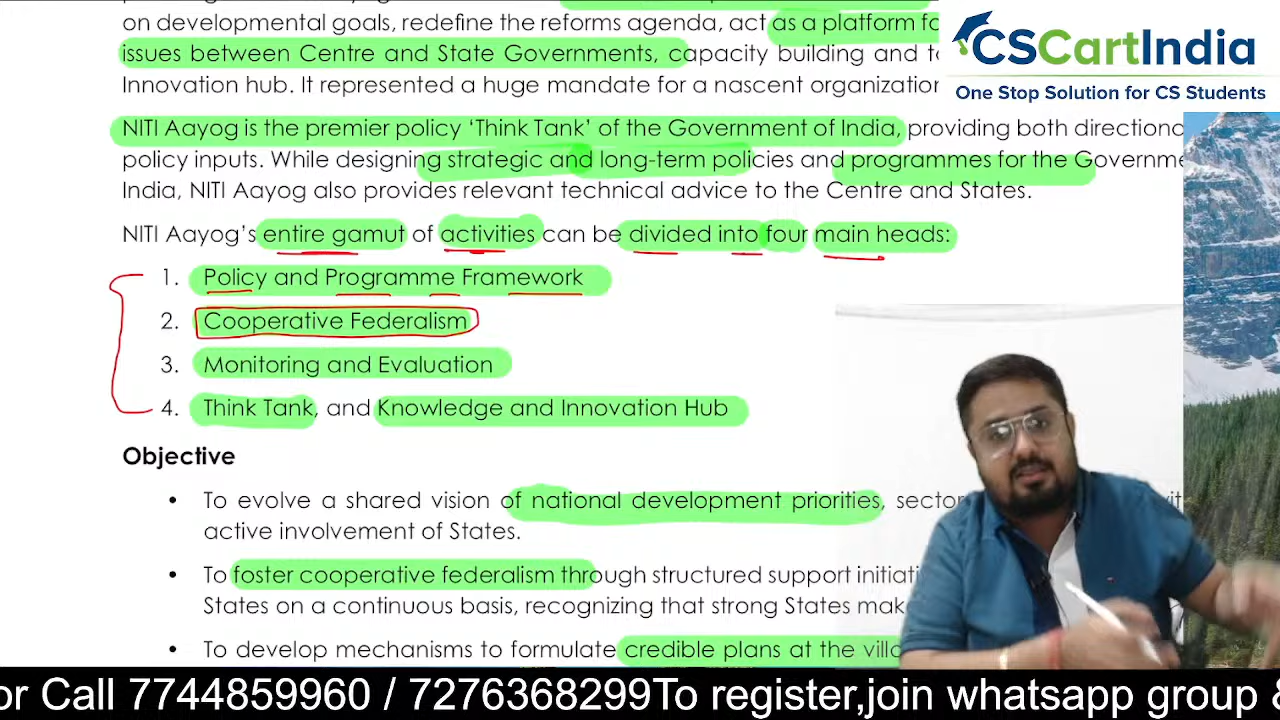 on developmental goals, redefine the reforms agenda, act as a platform
issues between Centre and State Governments, capacity building and
Innovation hub. It represented a huge mandate for a nascent organization
CSCartIndia
One Stop Solution for CS Students
NITI Aayog is the premier policy ‘Think Tank’ of the Government of India, providing both
policy inputs. While designing strategic and long-term policies and programmes for the
India, NITI Aayog also provides relevant technical advice to the Centre and States.
NITI Aayog’s entire gamut of activities can be divided into four main heads:
1. Policy and Programme Framework
2. Cooperative Federalism
3. Monitoring and Evaluation
4. Think Tank, and Knowledge and Innovation Hub
Objective
• To evolve a shared vision of national development priorities,
active involvement of States.
• To foster cooperative federalism through structured support
States on a continuous basis, recognizing that strong States
• To develop mechanisms to formulate credible plans at the
or Call 7744859960 / 7276368299To register,join whatsapp group &